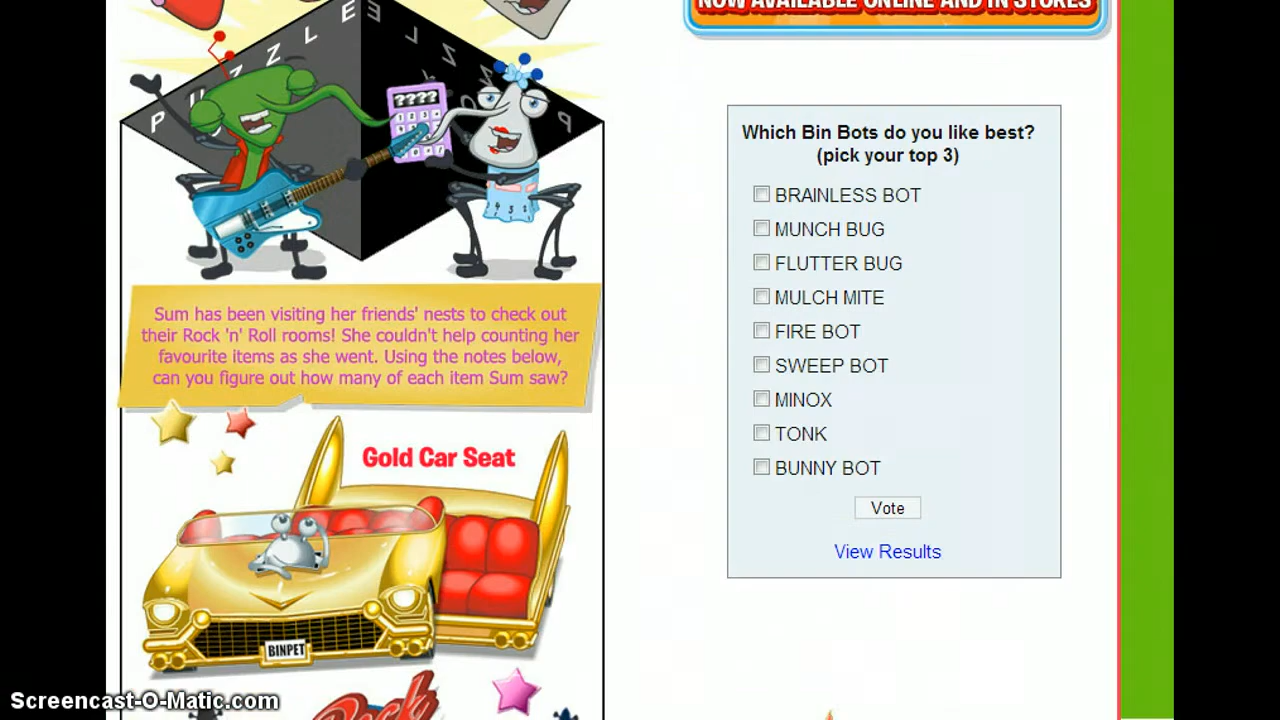 NOW AVAILABLE ONLINE AND IN STORES
PUZZLE
????
Sum has been visiting her friends' nests to check out
their Rock 'n' Roll rooms! She couldn't help counting her
favourite items as she went. Using the notes below,
can you figure out how many of each item Sum saw?
Gold Car Seat
BINPET
Rock
Which Bin Bots do you like best?
(pick your top 3)
BRAINLESS BOT
MUNCH BUG
FLUTTER BUG
MULCH MITE
FIRE BOT
SWEEP BOT
MINOX
TONK
BUNNY BOT
Vote
View Results
Screencast-O-Matic.com